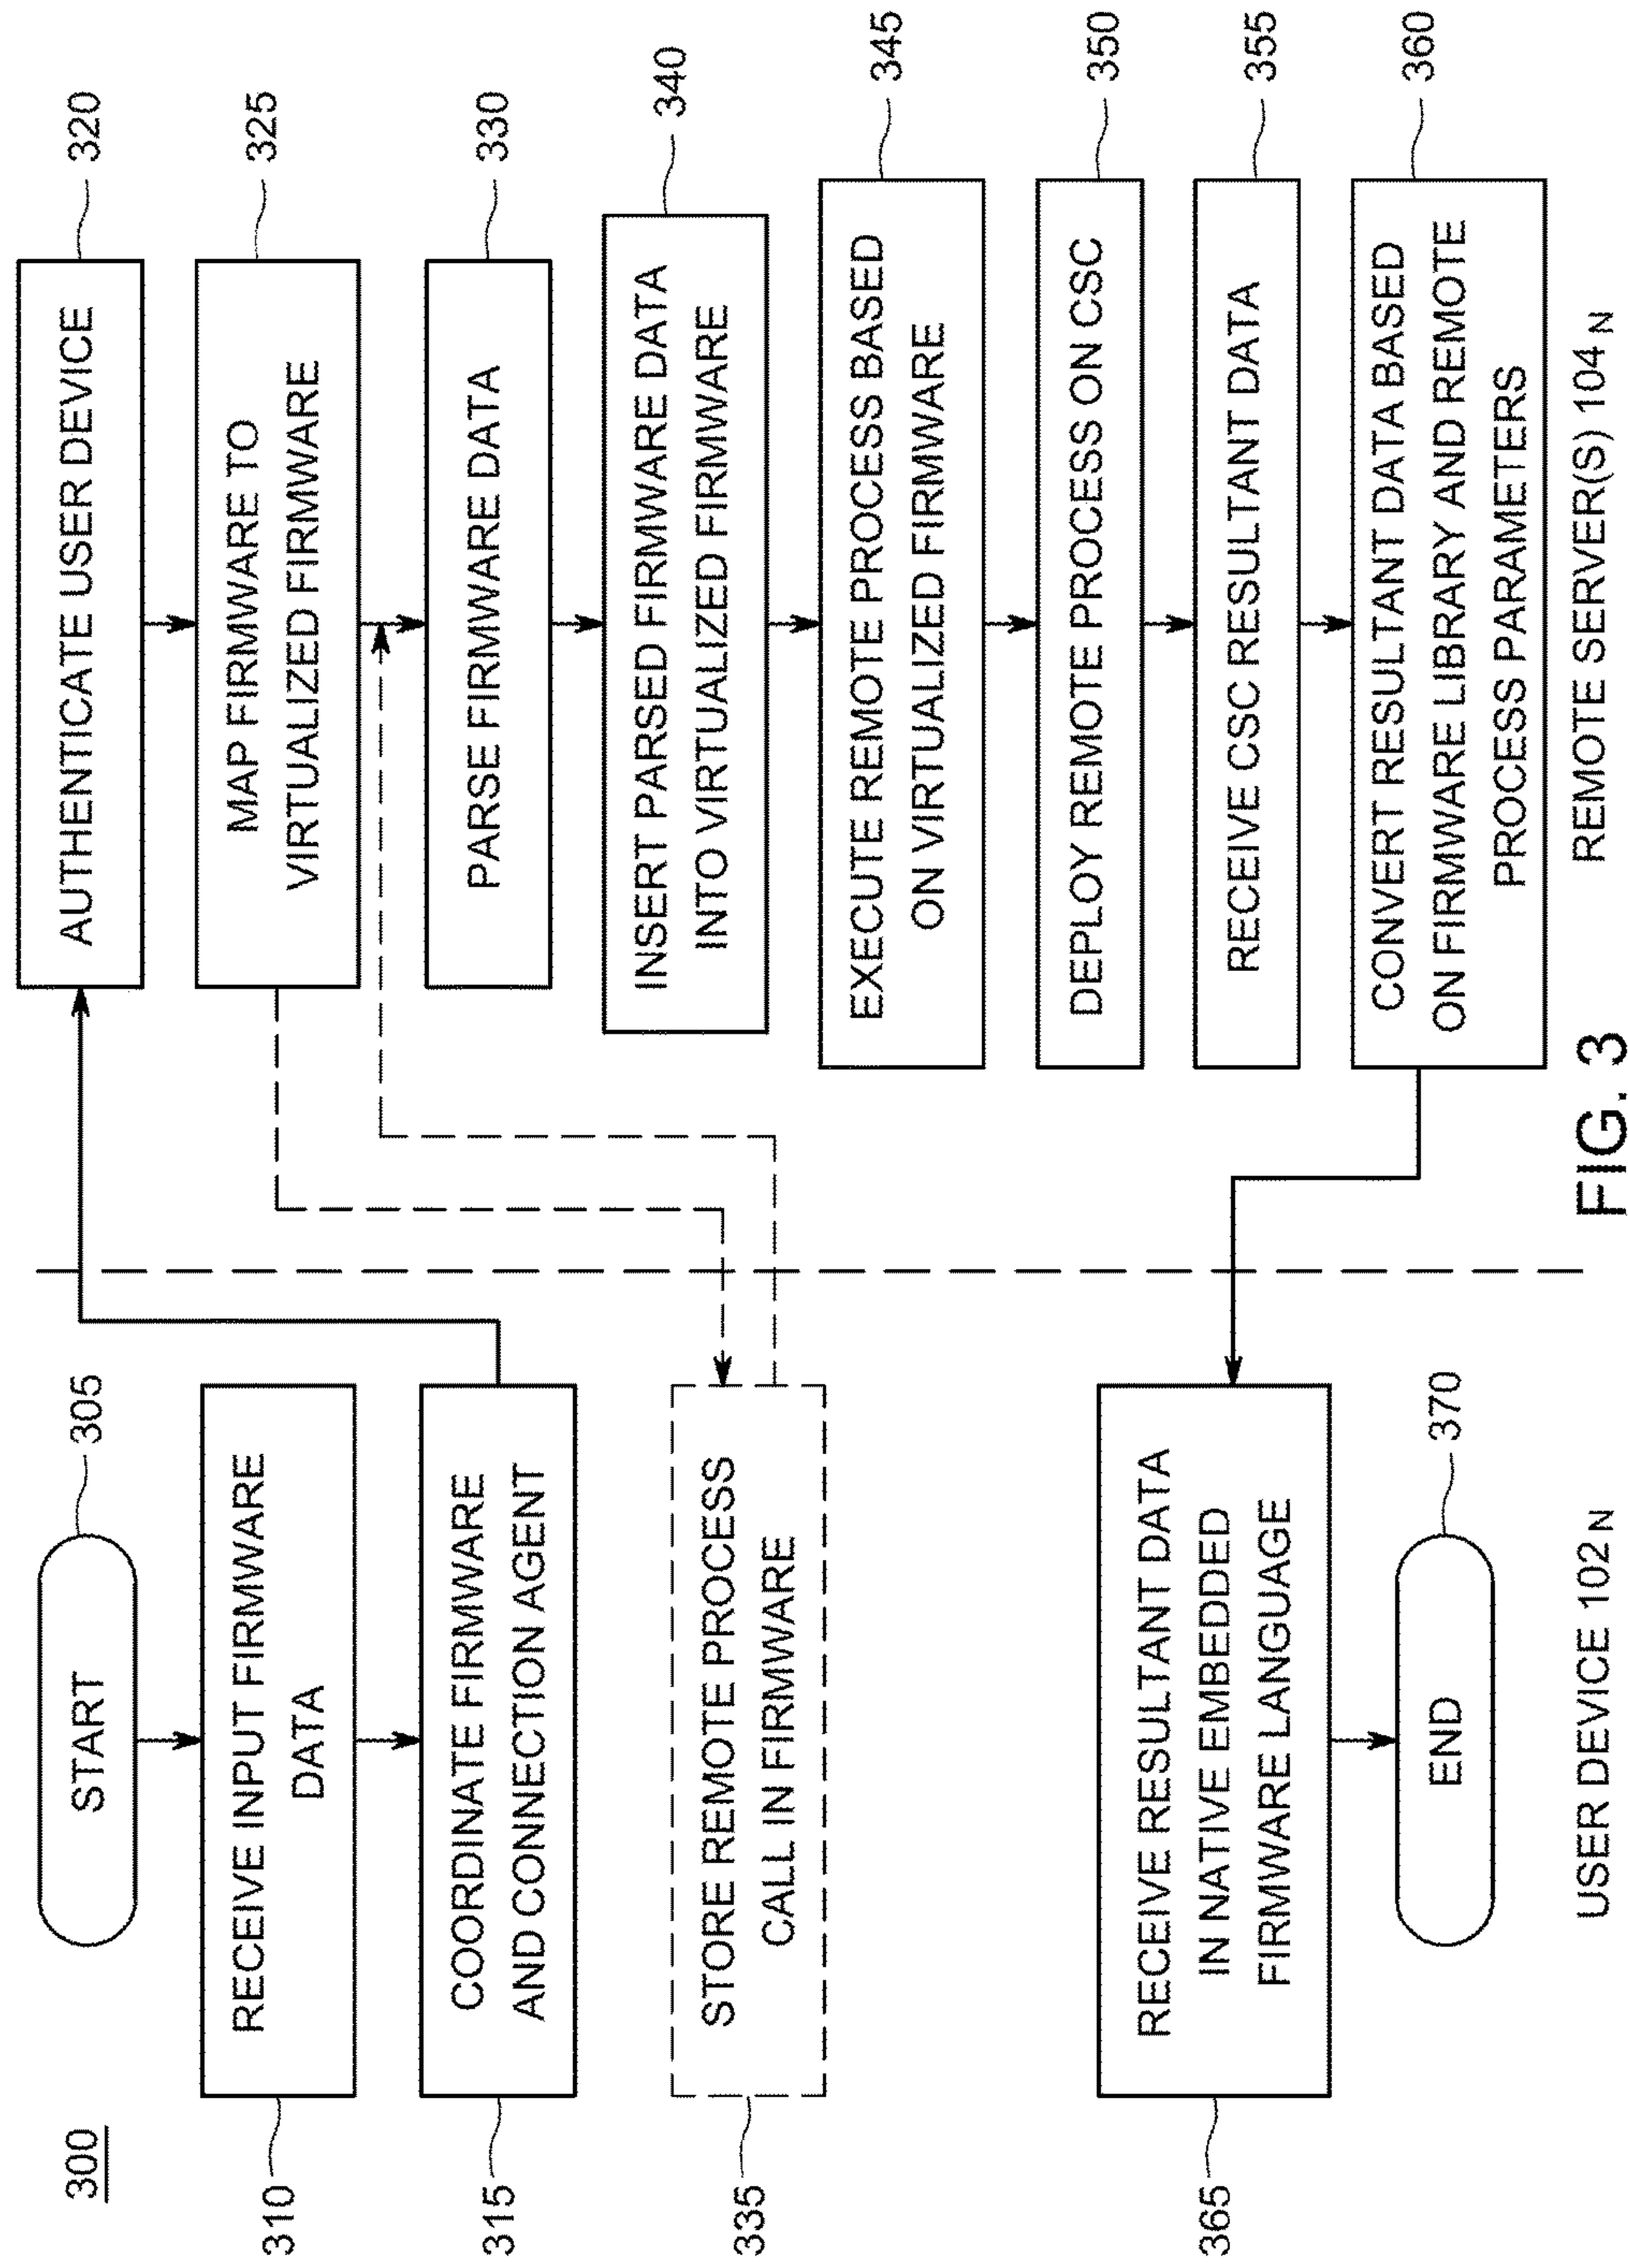 300
START
305
RECEIVE INPUT FIRMWARE
DATA
310
COORDINATE FIRMWARE
AND CONNECTION AGENT
315
STORE REMOTE PROCESS
CALL IN FIRMWARE
335
RECEIVE RESULTANT DATA
IN NATIVE EMBEDDED
FIRMWARE LANGUAGE
365
END
370
USER DEVICE 102 N
AUTHENTICATE USER DEVICE
320
MAP FIRMWARE TO
VIRTUALIZED FIRMWARE
325
PARSE FIRMWARE DATA
330
INSERT PARSED FIRMWARE DATA
INTO VIRTUALIZED FIRMWARE
340
EXECUTE REMOTE PROCESS BASED
ON VIRTUALIZED FIRMWARE
345
DEPLOY REMOTE PROCESS ON CSC
350
RECEIVE CSC RESULTANT DATA
355
CONVERT RESULTANT DATA BASED
ON FIRMWARE LIBRARY AND REMOTE
PROCESS PARAMETERS
360
REMOTE SERVER(S) 104 N
FIG. 3